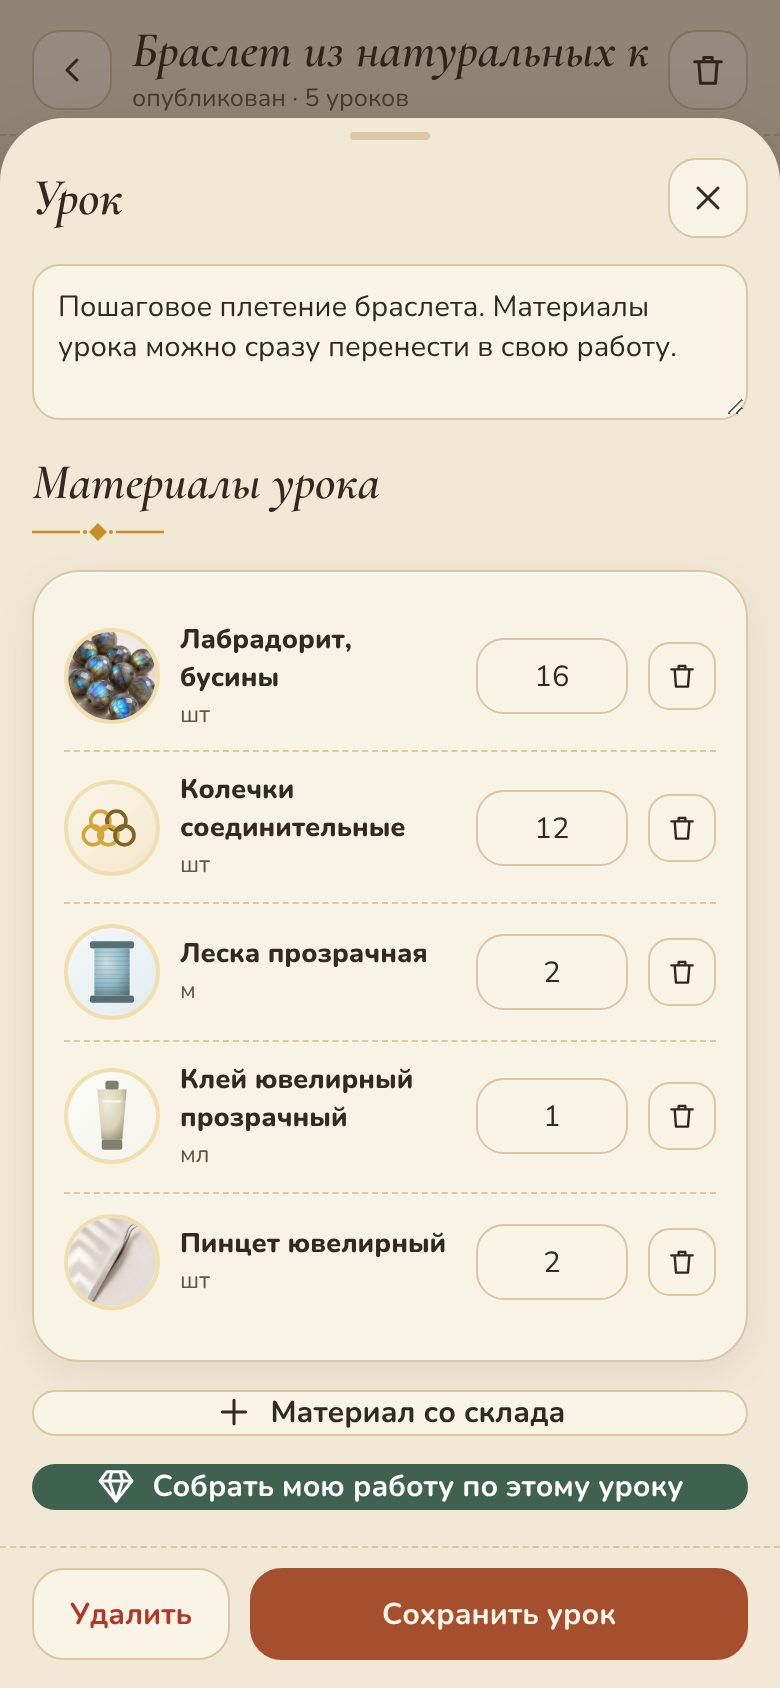 Браслет из натуральных к
опубликован · 5 уроков
Урок
Пошаговое плетение браслета. Материалы
урока можно сразу перенести в свою работу.
Материалы урока
Лабрадорит,
бусины
шт
16
Колечки
соединительные
шт
12
Леска прозрачная
м
2
Клей ювелирный
прозрачный
мл
1
Пинцет ювелирный
шт
2
Материал со склада
Собрать мою работу по этому уроку
Удалить
Сохранить урок